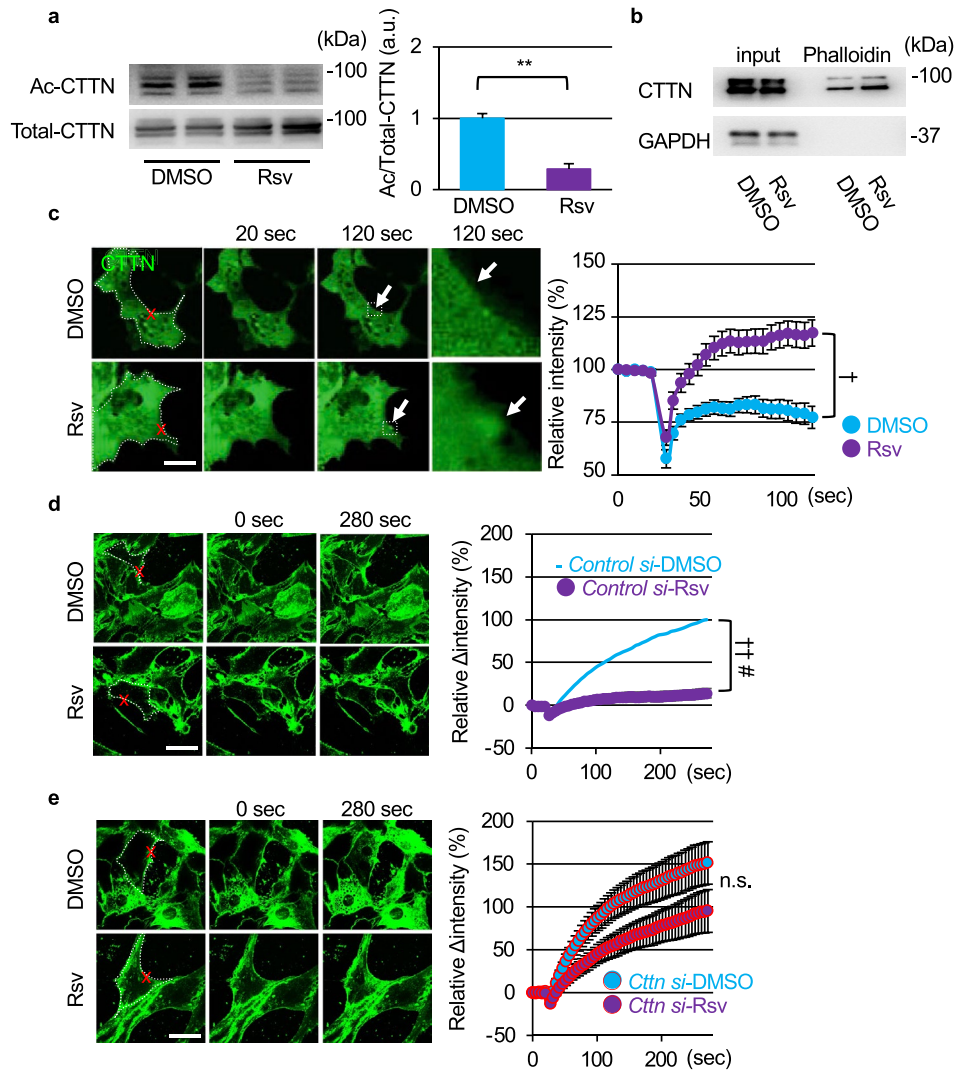 a
(kDa)
Ac-CTTN
-100
Total-CTTN
-100
DMSO Rsv
Ac/Total-CTTN (a.u.)
2
1
0
**
DMSO Rsv
b
input Phalloidin (kDa)
CTTN
-100
GAPDH
-37
DMSO Rsv DMSO Rsv
c
20 sec 120 sec 120 sec
CTTN
DMSO
X
Rsv
X
Relative intensity (%)
150
125
100
75
50
0 50 100 (sec)
†
DMSO
Rsv
d
0 sec 280 sec
DMSO
X
Rsv
X
Relative Δintensity (%)
200
150
100
50
0
-50
0 100 200 (sec)
- Control si-DMSO
Control si-Rsv
†† #
e
0 sec 280 sec
DMSO
X
Rsv
X
Relative Δintensity (%)
200
150
100
50
0
-50
0 100 200 (sec)
n.s.
Cttn si-DMSO
Cttn si-Rsv